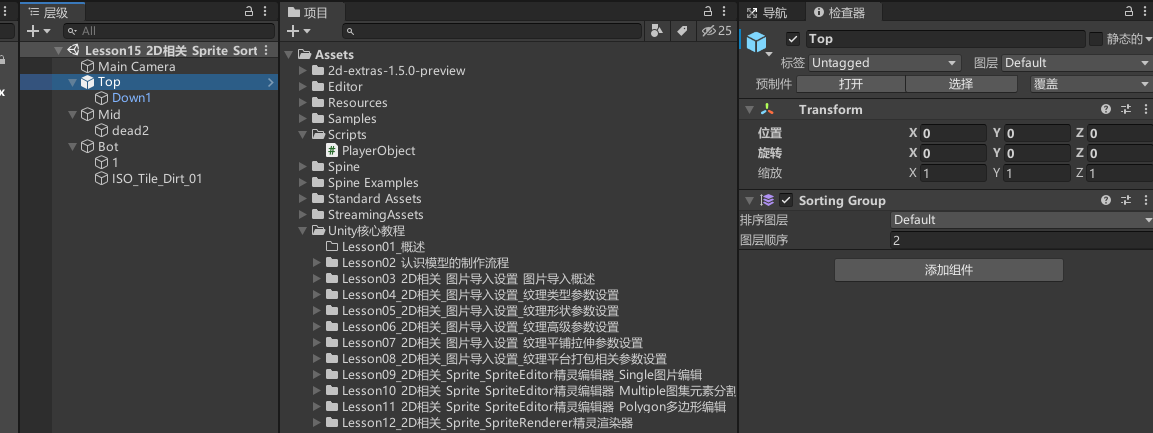 层级
All
Lesson15 2D相关 Sprite Sort
Main Camera
Top
Down1
Mid
dead2
Bot
1
ISO_Tile_Dirt_01
项目
25
Assets
2d-extras-1.5.0-preview
Editor
Resources
Samples
Scripts
PlayerObject
Spine
Spine Examples
Standard Assets
StreamingAssets
Unity核心教程
Lesson01_概述
Lesson02 认识模型的制作流程
Lesson03 2D相关 图片导入设置 图片导入概述
Lesson04_2D相关_图片导入设置_纹理类型参数设置
Lesson05_2D相关_图片导入设置_纹理形状参数设置
Lesson06_2D相关_图片导入设置_纹理高级参数设置
Lesson07 2D相关 图片导入设置 纹理平铺拉伸参数设置
Lesson08_2D相关_图片导入设置_纹理平台打包相关参数设置
Lesson09_2D相关_Sprite_SpriteEditor精灵编辑器_Single图片编辑
Lesson10 2D相关 Sprite SpriteEditor精灵编辑器 Multiple图集元素分割
Lesson11 2D相关 Sprite SpriteEditor精灵编辑器 Polygon多边形编辑
Lesson12_2D相关_Sprite_SpriteRenderer精灵渲染器
导航 检查器
Top 静态的
标签 Untagged 图层 Default
预制件 打开 选择 覆盖
Transform
位置 X 0 Y 0 Z 0
旋转 X 0 Y 0 Z 0
缩放 X 1 Y 1 Z 1
Sorting Group
排序图层 Default
图层顺序 2
添加组件